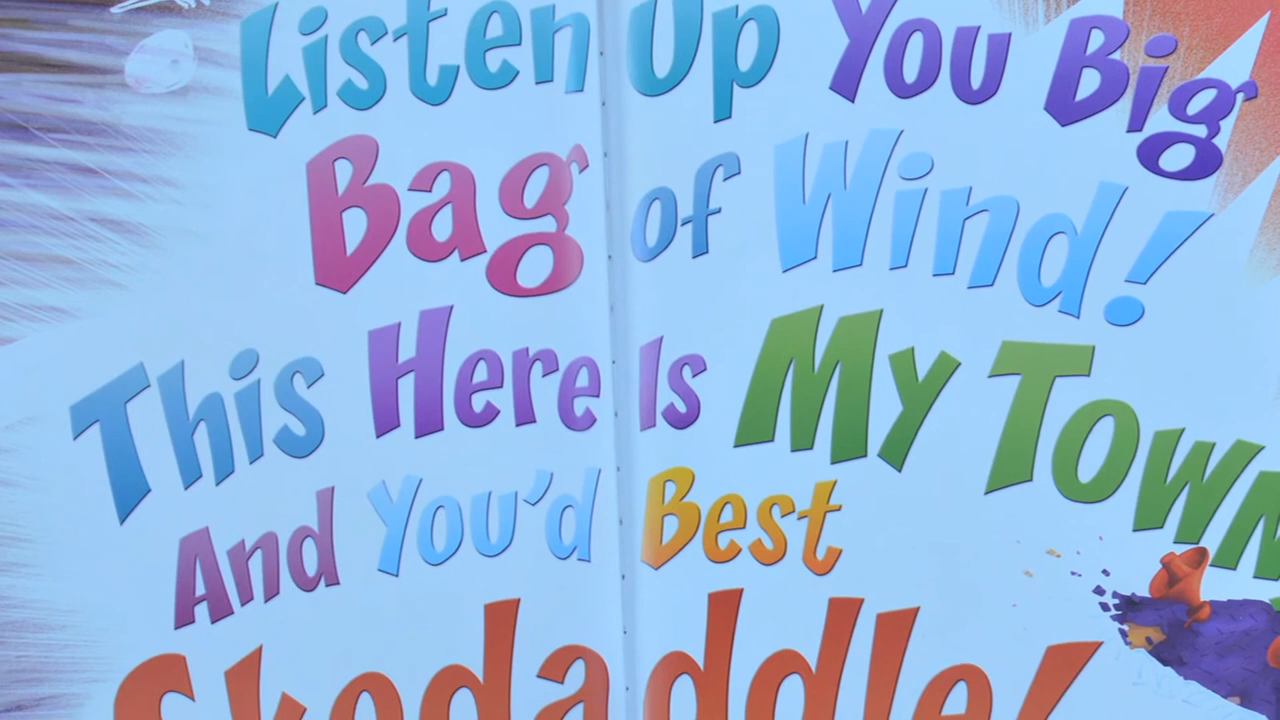 Listen Up You Big
Bag of Wind!
This Here Is My Town
And You'd Best
Skedaddle!